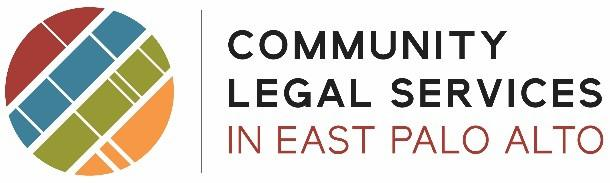 COMMUNITY
LEGAL SERVICES
IN EAST PALO ALTO